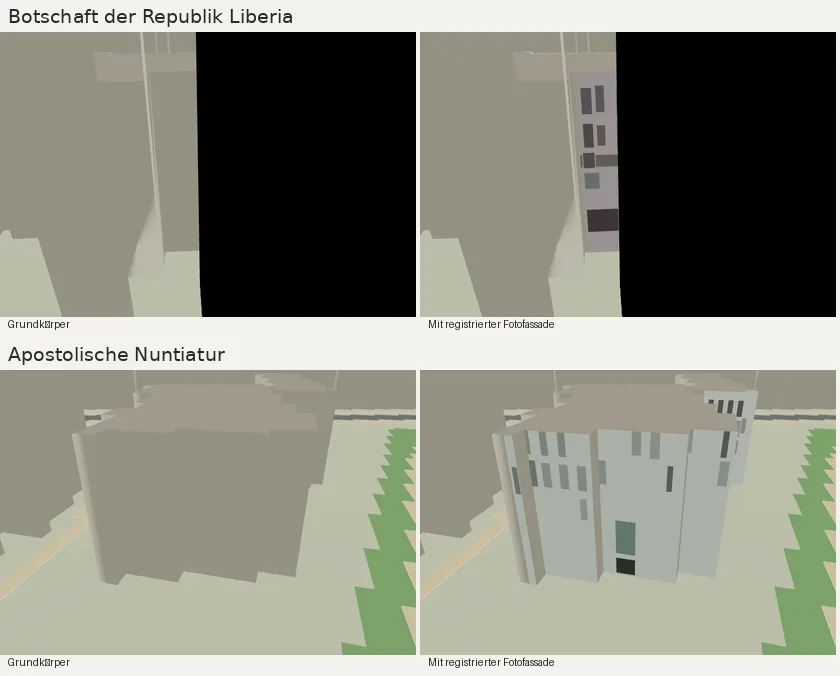 Botschaft der Republik Liberia
Grundk▯rper
Mit registrierter Fotofassade
Apostolische Nuntiatur
Grundk▯rper
Mit registrierter Fotofassade